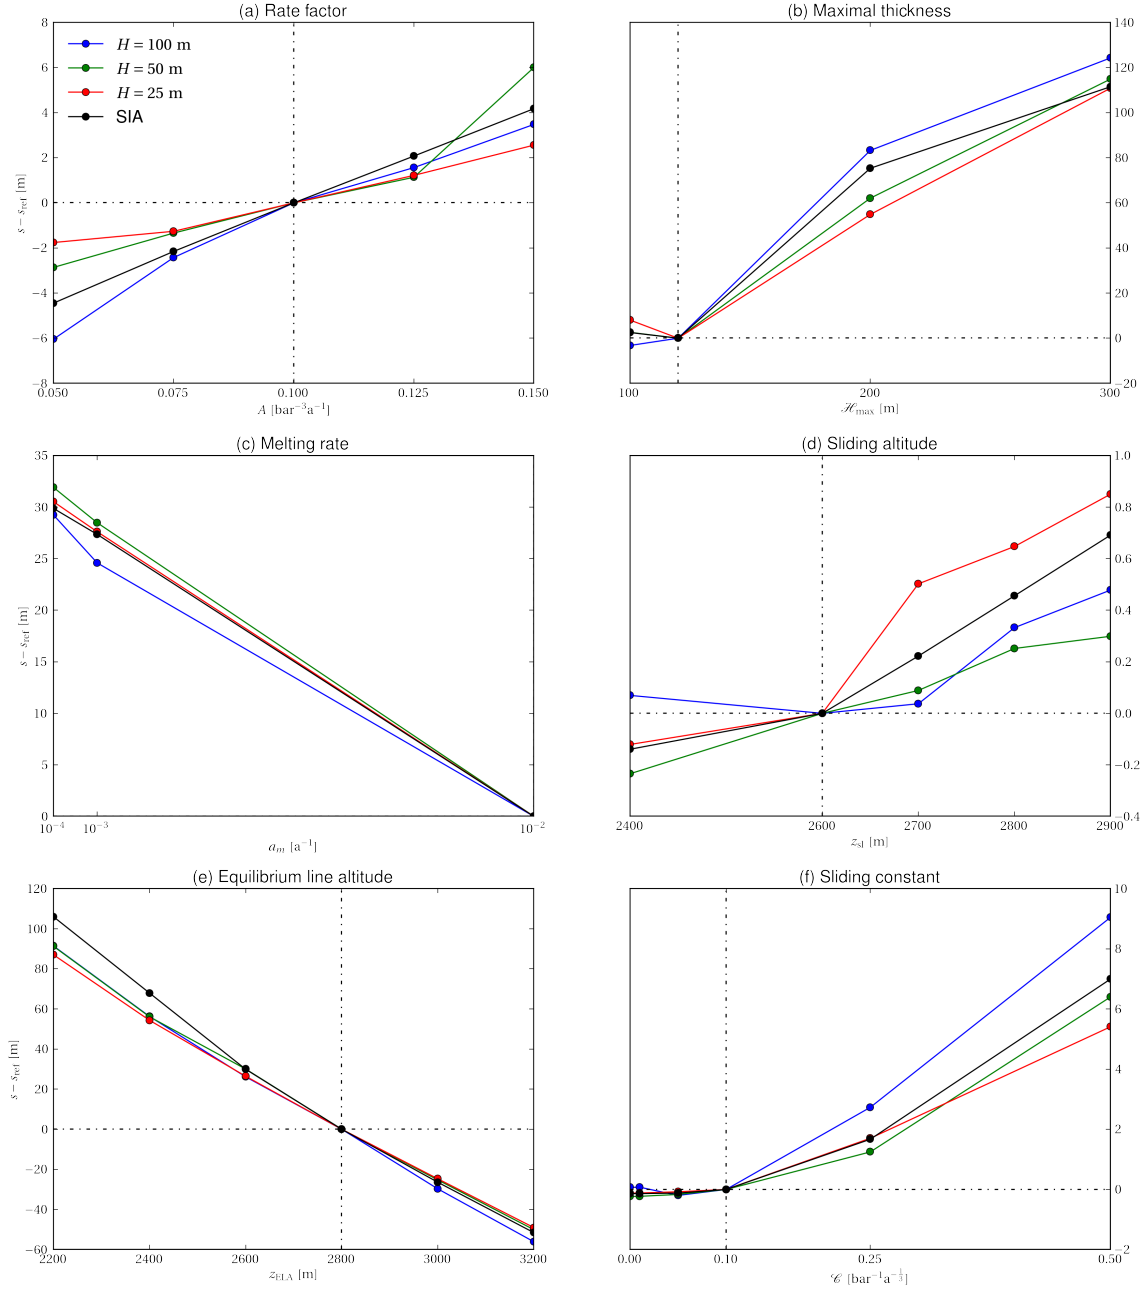 (a) Rate factor
8
6
4
2
0
−2
−4
−6
−8
s − s_ref [m]
H = 100 m
H = 50 m
H = 25 m
SIA
0.050 0.075 0.100 0.125 0.150
A [bar⁻³a⁻¹]
(b) Maximal thickness
140
120
100
80
60
40
20
0
−20
100 200 300
ℋ_max [m]
(c) Melting rate
35
30
25
20
15
10
5
0
s − s_ref [m]
10⁻⁴ 10⁻³ 10⁻²
a_m [a⁻¹]
(d) Sliding altitude
1.0
0.8
0.6
0.4
0.2
0.0
−0.2
−0.4
2400 2600 2700 2800 2900
z_sl [m]
(e) Equilibrium line altitude
120
100
80
60
40
20
0
−20
−40
−60
s − s_ref [m]
2200 2400 2600 2800 3000 3200
z_ELA [m]
(f) Sliding constant
10
8
6
4
2
0
−2
0.00 0.10 0.25 0.50
𝒞 [bar⁻¹a^{−1/3}]